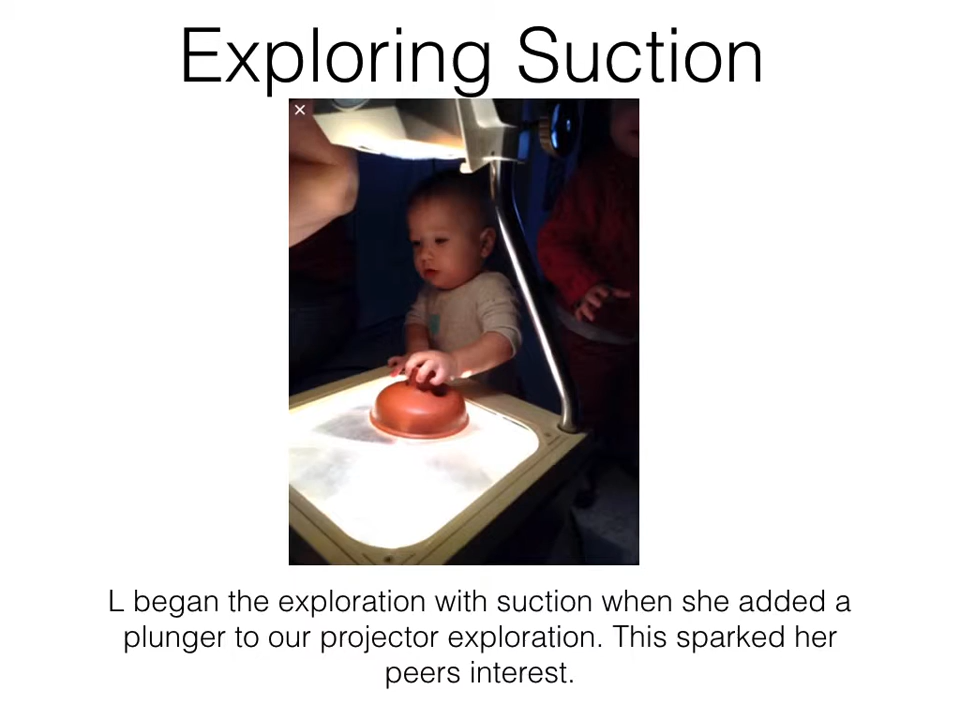 Exploring Suction
L began the exploration with suction when she added a
plunger to our projector exploration. This sparked her
peers interest.